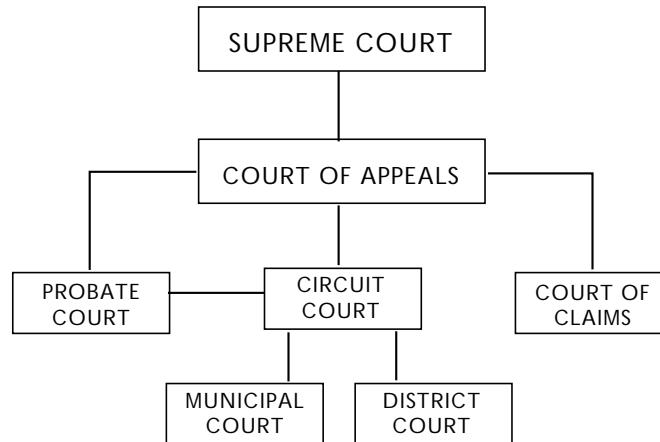 SUPREME COURT
COURT OF APPEALS
PROBATE
COURT
CIRCUIT
COURT
COURT OF
CLAIMS
MUNICIPAL
COURT
DISTRICT
COURT